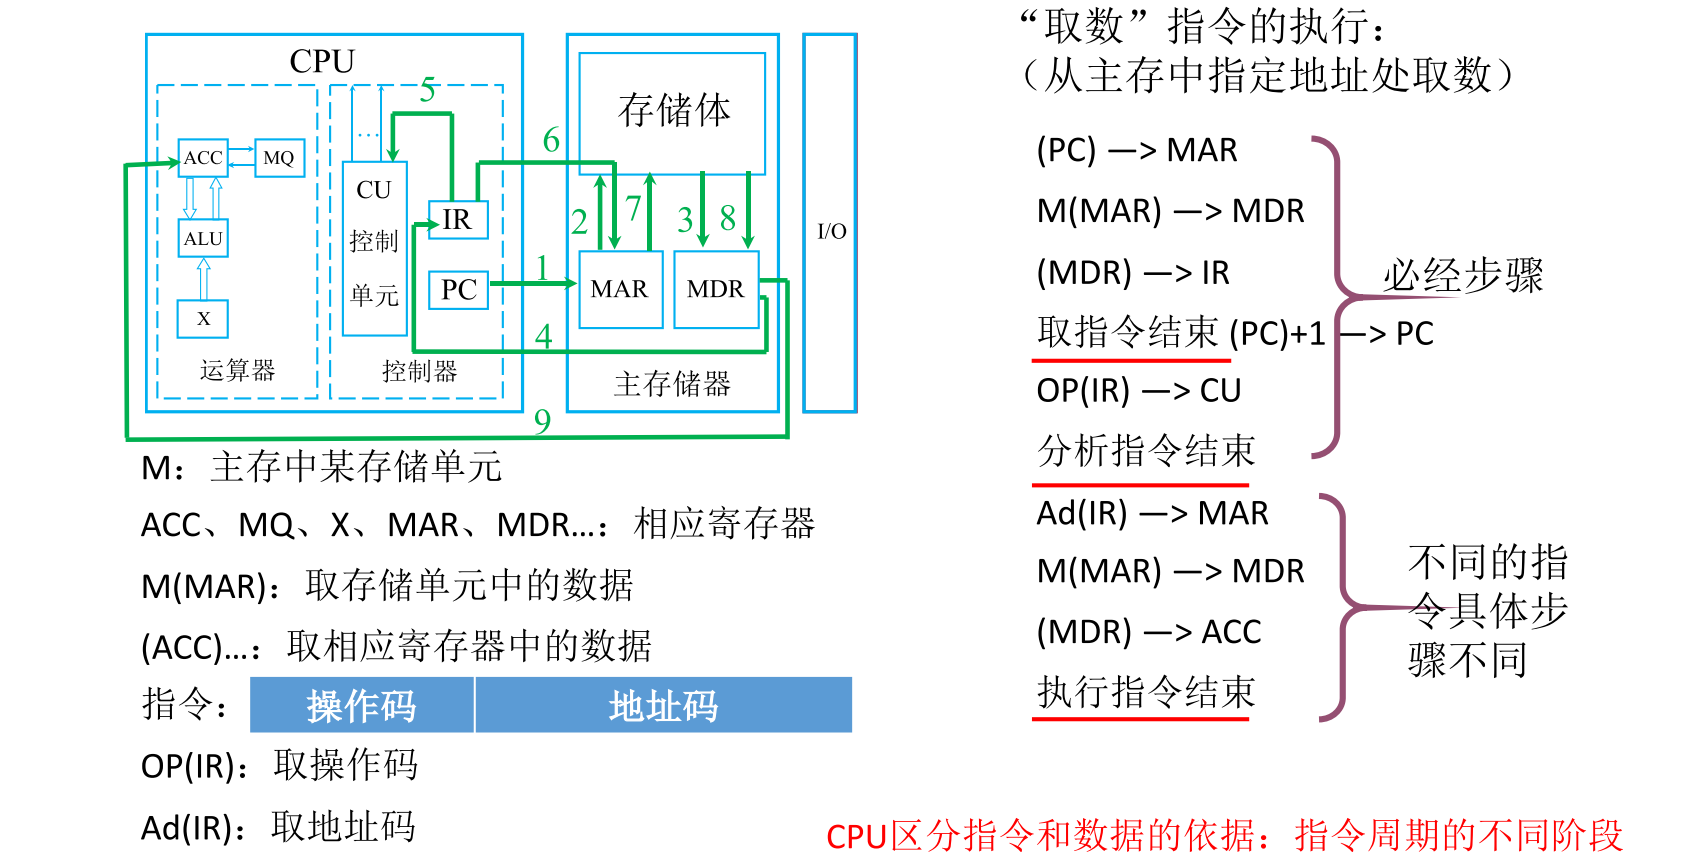 CPU
5
存储体
ACC
MQ
…
CU
控制
单元
IR
PC
ALU
X
运算器
控制器
6
2
7
3
8
1
MAR
MDR
4
主存储器
9
I/O
M：主存中某存储单元
ACC、MQ、X、MAR、MDR...：相应寄存器
M(MAR)：取存储单元中的数据
(ACC)...：取相应寄存器中的数据
指令：
操作码
地址码
OP(IR)：取操作码
Ad(IR)：取地址码
“取数”指令的执行：
（从主存中指定地址处取数）
(PC) —> MAR
M(MAR) —> MDR
(MDR) —> IR
取指令结束 (PC)+1 —> PC
OP(IR) —> CU
分析指令结束
必经步骤
Ad(IR) —> MAR
M(MAR) —> MDR
(MDR) —> ACC
执行指令结束
不同的指
令具体步
骤不同
CPU区分指令和数据的依据：指令周期的不同阶段